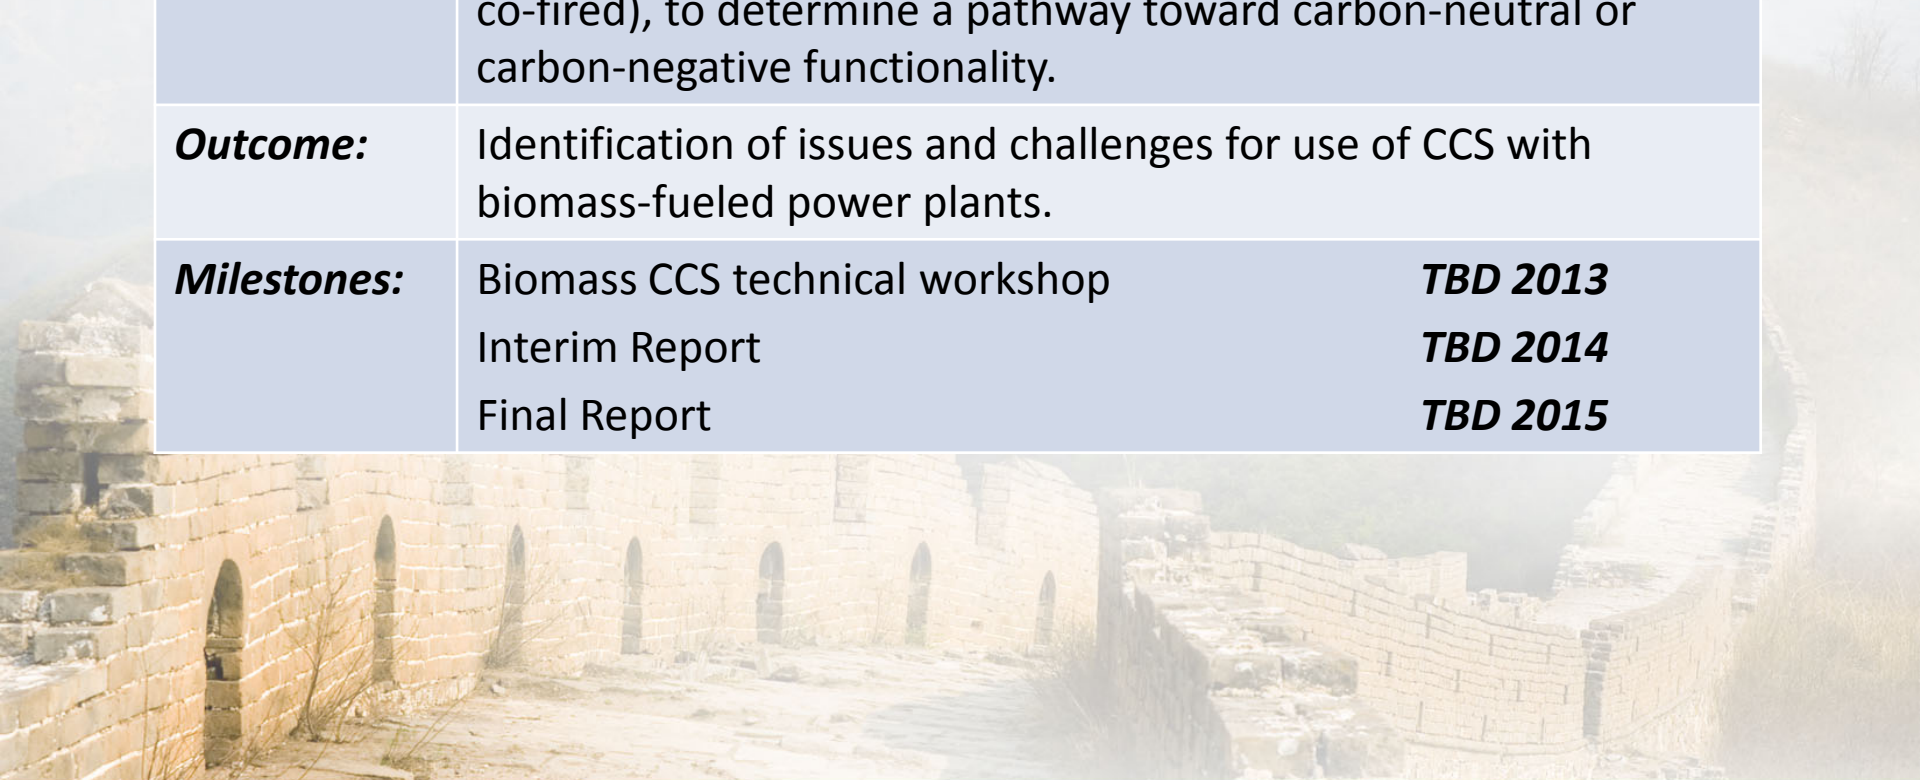 co-fired), to determine a pathway toward carbon-neutral or
carbon-negative functionality.
Outcome: Identification of issues and challenges for use of CCS with
biomass-fueled power plants.
Milestones: Biomass CCS technical workshop TBD 2013
Interim Report TBD 2014
Final Report TBD 2015